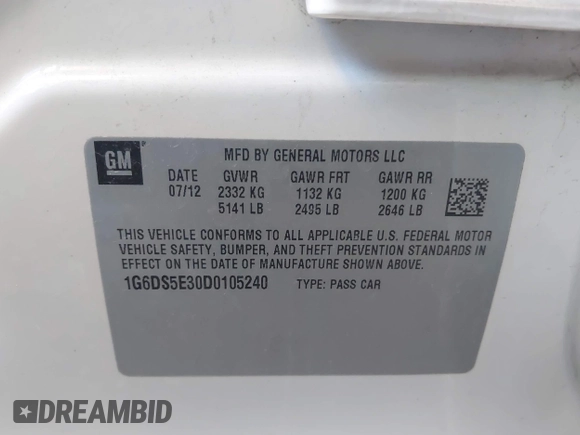 GM
MFD BY GENERAL MOTORS LLC
DATE GVWR GAWR FRT GAWR RR
07/12 2332 KG 1132 KG 1200 KG
5141 LB 2495 LB 2646 LB
THIS VEHICLE CONFORMS TO ALL APPLICABLE U.S. FEDERAL MOTOR
VEHICLE SAFETY, BUMPER, AND THEFT PREVENTION STANDARDS IN
EFFECT ON THE DATE OF MANUFACTURE SHOWN ABOVE.
1G6DS5E30D0105240 TYPE: PASS CAR
DREAMBID